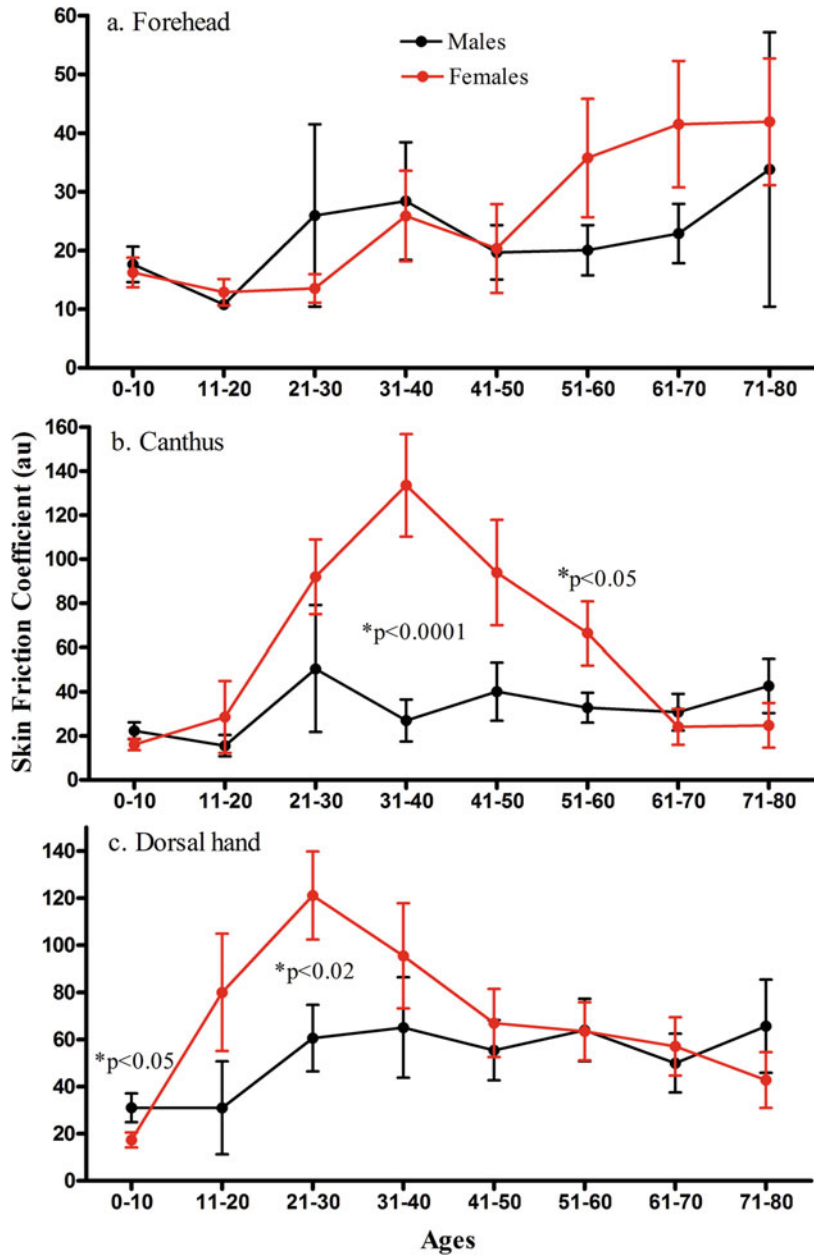 a. Forehead
Males
Females
60
50
40
30
20
10
0
0-10 11-20 21-30 31-40 41-50 51-60 61-70 71-80
Skin Friction Coefficient (au)
b. Canthus
160
140
120
100
80
60
40
20
0
*p<0.05
*p<0.0001
0-10 11-20 21-30 31-40 41-50 51-60 61-70 71-80
c. Dorsal hand
140
120
100
80
60
40
20
0
*p<0.02
*p<0.05
0-10 11-20 21-30 31-40 41-50 51-60 61-70 71-80
Ages